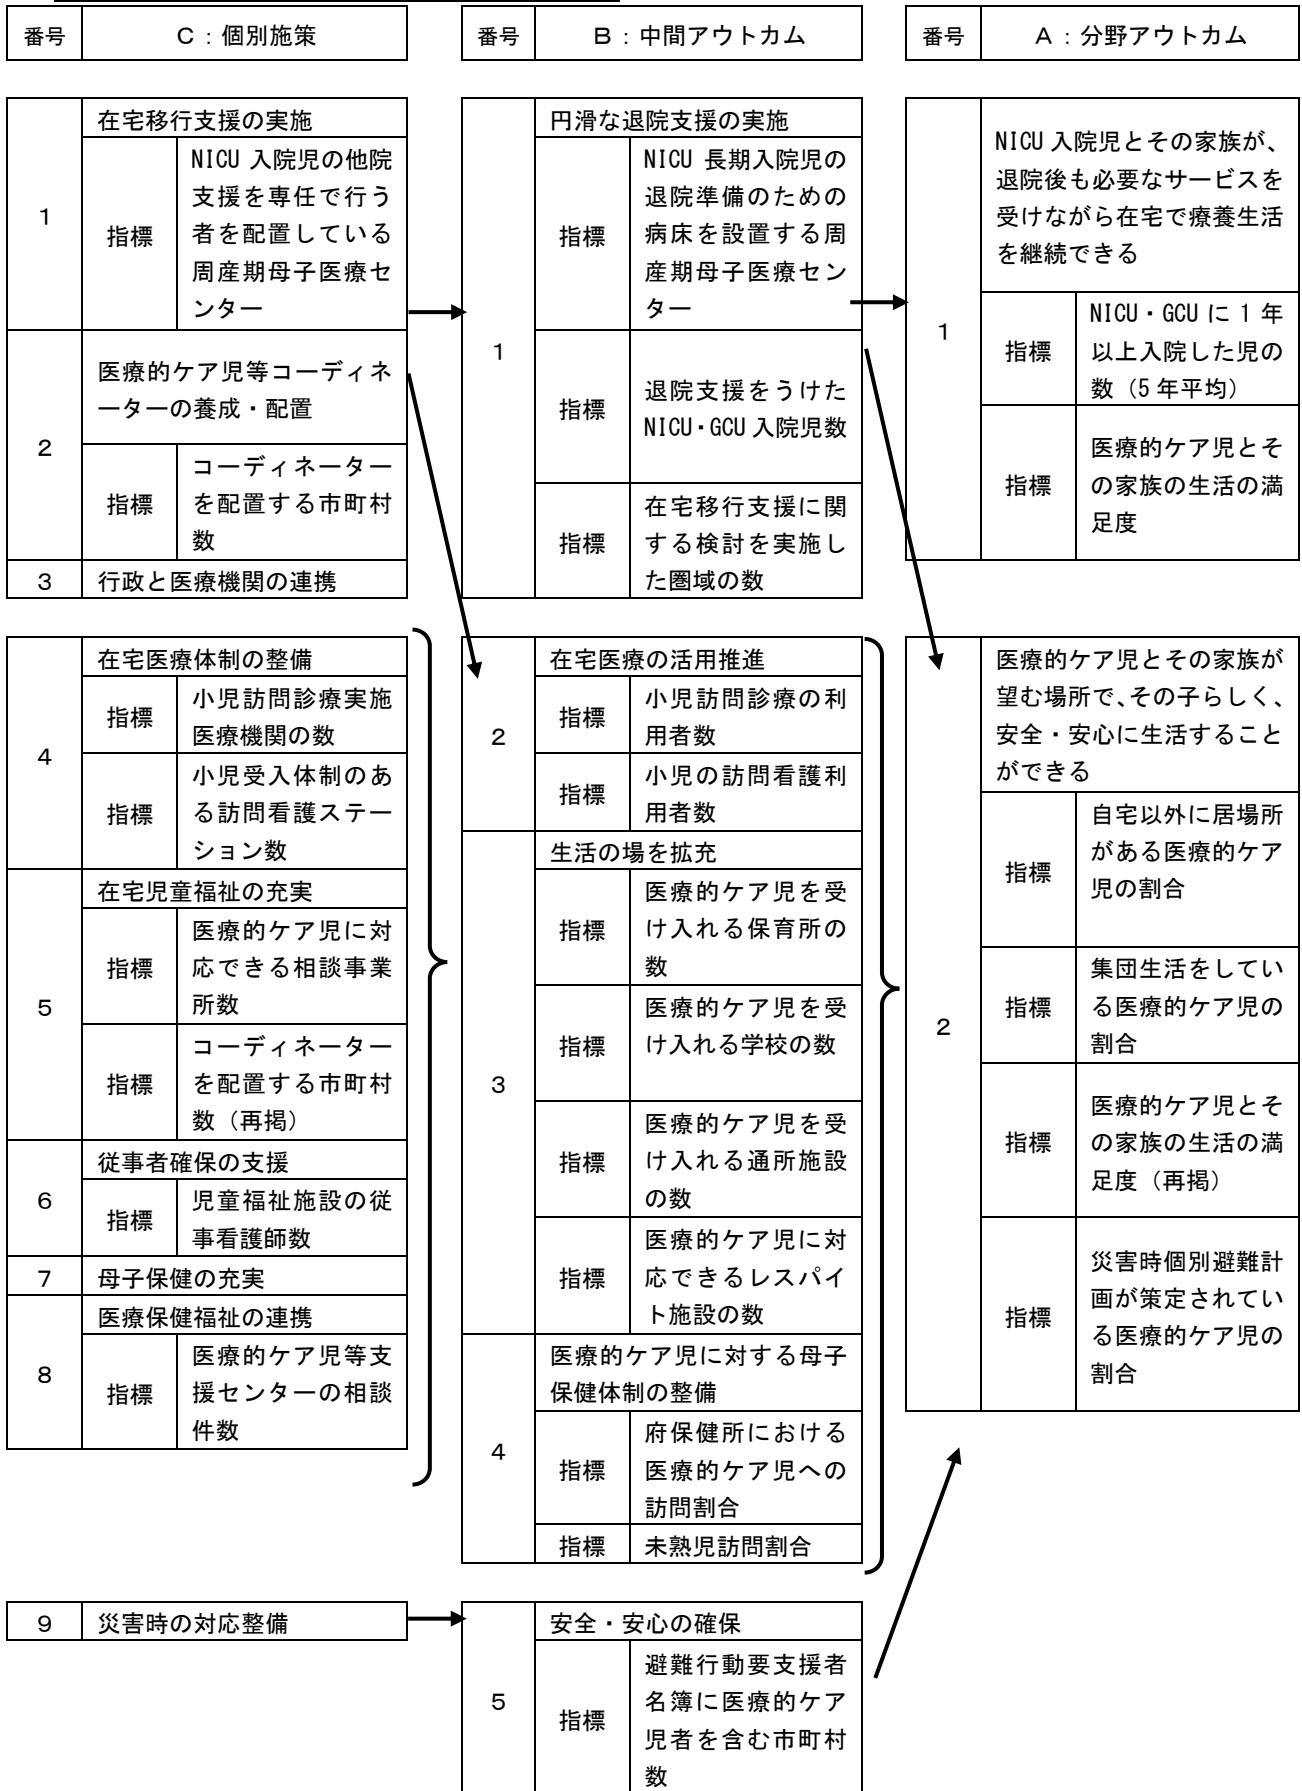 番号
C：個別施策
番号
B：中間アウトカム
番号
A：分野アウトカム
1
在宅移行支援の実施
指標
NICU 入院児の他院
支援を専任で行う
者を配置している
周産期母子医療セ
ンター
2
医療的ケア児等コーディネ
ーターの養成・配置
指標
コーディネーター
を配置する市町村
数
3
行政と医療機関の連携
4
在宅医療体制の整備
指標
小児訪問診療実施
医療機関の数
指標
小児受入体制のあ
る訪問看護ステー
ション数
5
在宅児童福祉の充実
指標
医療的ケア児に対
応できる相談事業
所数
指標
コーディネーター
を配置する市町村
数（再掲）
6
従事者確保の支援
指標
児童福祉施設の従
事看護師数
7
母子保健の充実
8
医療保健福祉の連携
指標
医療的ケア児等支
援センターの相談
件数
9
災害時の対応整備
1
円滑な退院支援の実施
指標
NICU 長期入院児の
退院準備のための
病床を設置する周
産期母子医療セン
ター
指標
退院支援をうけた
NICU・GCU 入院児数
指標
在宅移行支援に関
する検討を実施し
た圏域の数
2
在宅医療の活用推進
指標
小児訪問診療の利
用者数
指標
小児の訪問看護利
用者数
3
生活の場を拡充
指標
医療的ケア児を受
け入れる保育所の
数
指標
医療的ケア児を受
け入れる学校の数
指標
医療的ケア児を受
け入れる通所施設
の数
指標
医療的ケア児に対
応できるレスパイ
ト施設の数
4
医療的ケア児に対する母子
保健体制の整備
指標
府保健所における
医療的ケア児への
訪問割合
指標
未熟児訪問割合
5
安全・安心の確保
指標
避難行動要支援者
名簿に医療的ケア
児者を含む市町村
数
1
NICU 入院児とその家族が、
退院後も必要なサービスを
受けながら在宅で療養生活
を継続できる
指標
NICU・GCU に 1 年
以上入院した児の
数（5 年平均）
指標
医療的ケア児とそ
の家族の生活の満
足度
2
医療的ケア児とその家族が
望む場所で、その子らしく、
安全・安心に生活すること
ができる
指標
自宅以外に居場所
がある医療的ケア
児の割合
指標
集団生活をしてい
る医療的ケア児の
割合
指標
医療的ケア児とそ
の家族の生活の満
足度（再掲）
指標
災害時個別避難計
画が策定されてい
る医療的ケア児の
割合